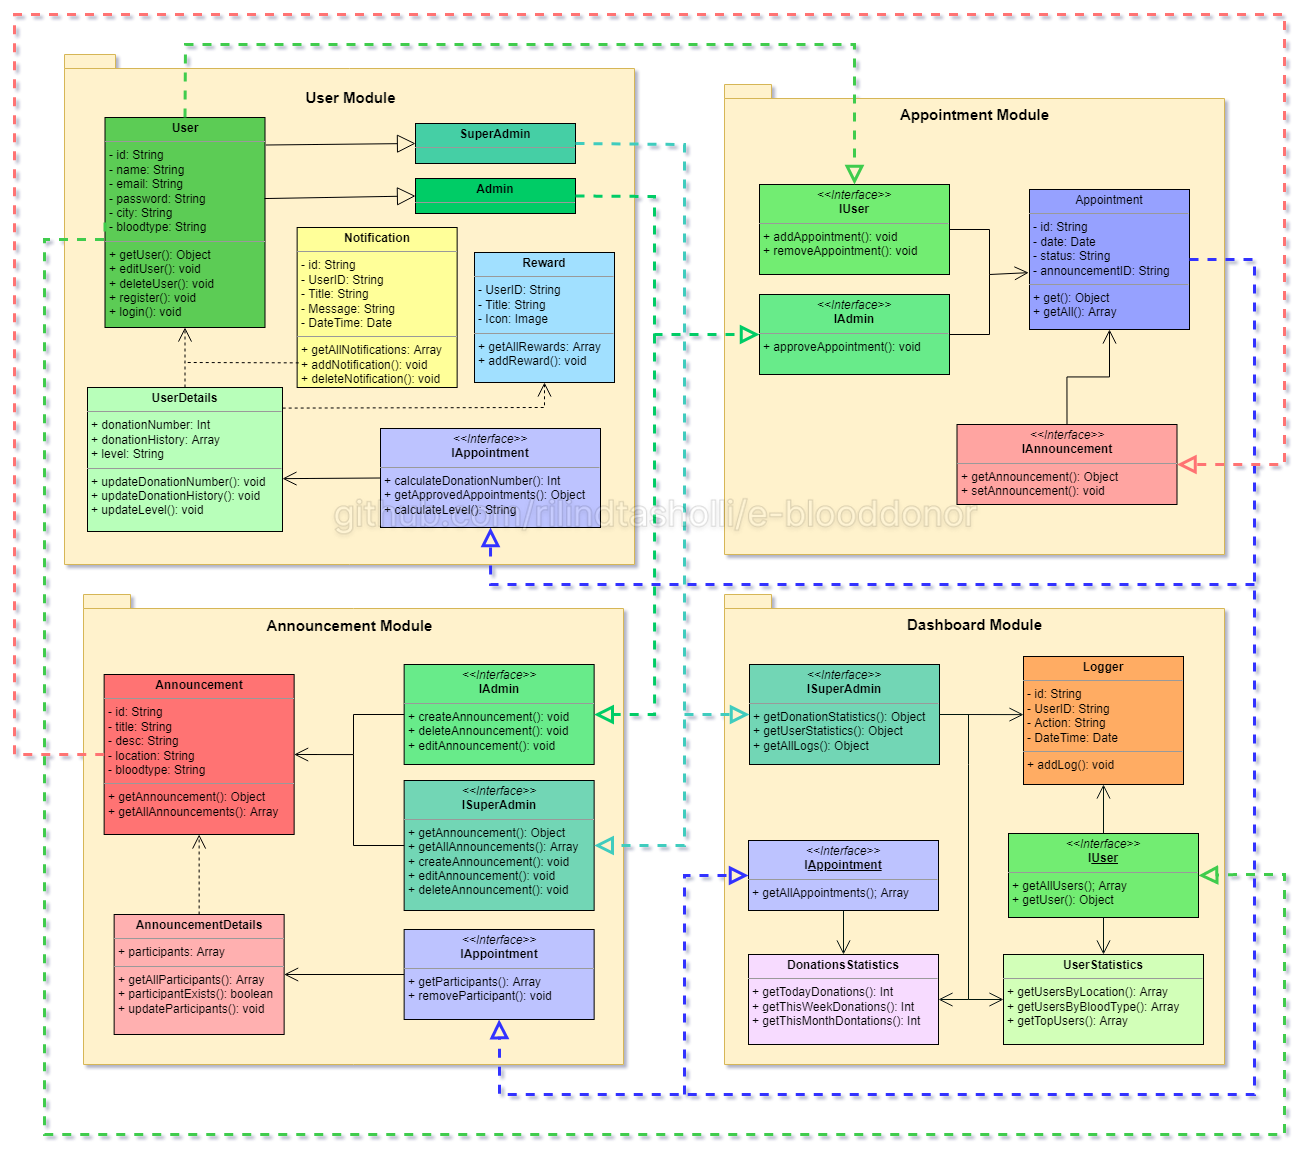 User Module
User
- id: String
- name: String
- email: String
- password: String
- city: String
- bloodtype: String
+ getUser(): Object
+ editUser(): void
+ deleteUser(): void
+ register(): void
+ login(): void
SuperAdmin
Admin
Notification
- id: String
- UserID: String
- Title: String
- Message: String
- DateTime: Date
+ getAllNotifications: Array
+ addNotification(): void
+ deleteNotification(): void
Reward
- UserID: String
- Title: String
- Icon: Image
+ getAllRewards: Array
+ addReward(): void
UserDetails
+ donationNumber: Int
+ donationHistory: Array
+ level: String
+ updateDonationNumber(): void
+ updateDonationHistory(): void
+ updateLevel(): void
<<Interface>>
IAppointment
+ calculateDonationNumber(): Int
+ getApprovedAppointments(): Object
+ calculateLevel(): String
Appointment Module
<<Interface>>
IUser
+ addAppointment(): void
+ removeAppointment(): void
<<Interface>>
IAdmin
+ approveAppointment(): void
Appointment
- id: String
- date: Date
- status: String
- announcementID: String
+ get(): Object
+ getAll(): Array
<<Interface>>
IAnnouncement
+ getAnnouncement(): Object
+ setAnnouncement(): void
github.com/rilindtasholli/e-blooddonor
Announcement Module
Announcement
- id: String
- title: String
- desc: String
- location: String
- bloodtype: String
+ getAnnouncement(): Object
+ getAllAnnouncements(): Array
<<Interface>>
IAdmin
+ createAnnouncement(): void
+ deleteAnnouncement(): void
+ editAnnouncement(): void
<<Interface>>
ISuperAdmin
+ getAnnouncement(): Object
+ getAllAnnouncements(): Array
+ createAnnouncement(): void
+ editAnnouncement(): void
+ deleteAnnouncement(): void
AnnouncementDetails
+ participants: Array
+ getAllParticipants(): Array
+ participantExists(): boolean
+ updateParticipants(): void
<<Interface>>
IAppointment
+ getParticipants(): Array
+ removeParticipant(): void
Dashboard Module
<<Interface>>
ISuperAdmin
+ getDonationStatistics(): Object
+ getUserStatistics(): Object
+ getAllLogs(): Object
Logger
- id: String
- UserID: String
- Action: String
- DateTime: Date
+ addLog(): void
<<Interface>>
IAppointment
+ getAllAppointments(); Array
<<Interface>>
IUser
+ getAllUsers(); Array
+ getUser(): Object
DonationsStatistics
+ getTodayDonations(): Int
+ getThisWeekDonations(): Int
+ getThisMonthDontations(): Int
UserStatistics
+ getUsersByLocation(): Array
+ getUsersByBloodType(): Array
+ getTopUsers(): Array